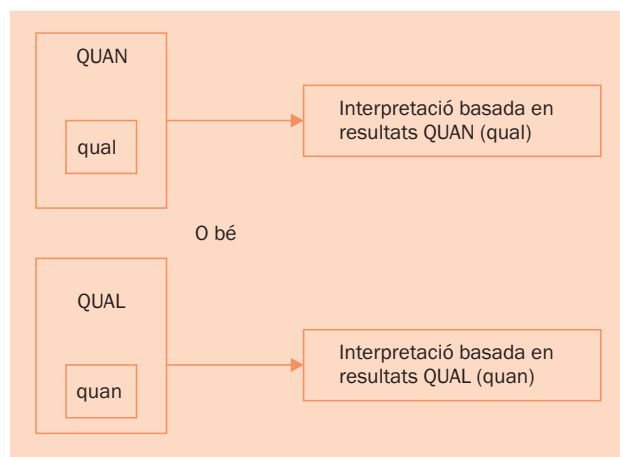 QUAN
qual
Interpretació basada en
resultats QUAN (qual)
O bé
QUAL
quan
Interpretació basada en
resultats QUAL (quan)